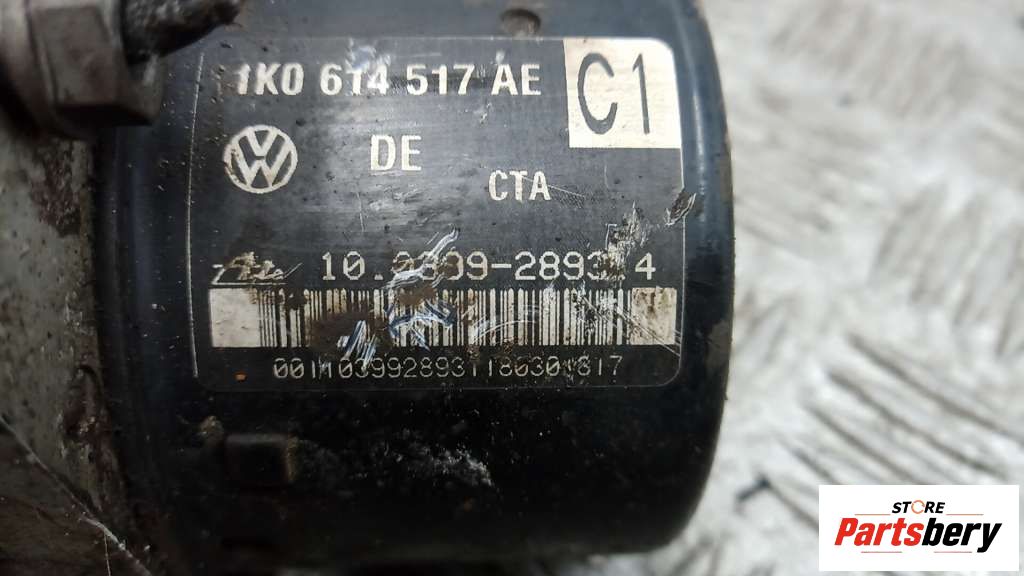 1K0 614 517 AE
C1
DE
CTA
STORE
Partsbery